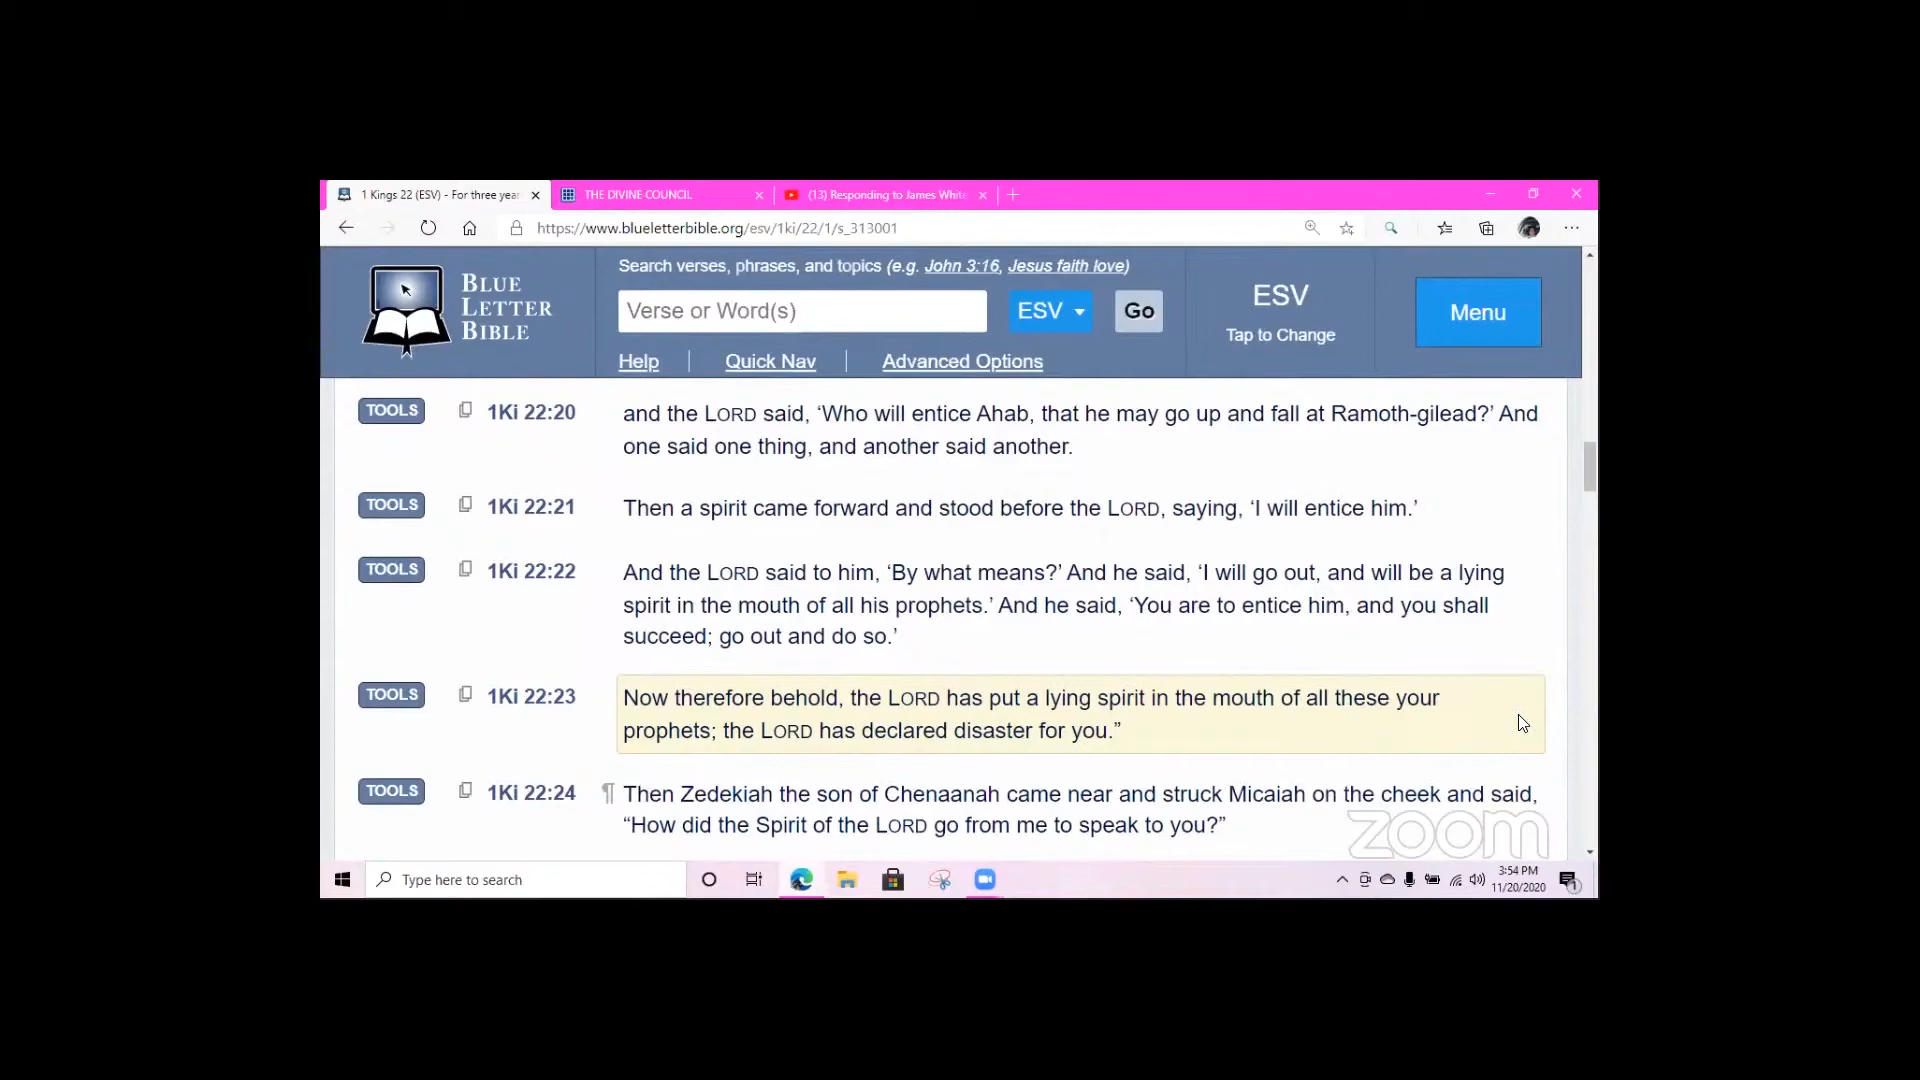 1 Kings 22 (ESV) - For three year
THE DIVINE COUNCIL
(13) Responding to James White
https://www.blueletterbible.org/esv/1ki/22/1/s_313001
BLUE
LETTER
BIBLE
Search verses, phrases, and topics (e.g. John 3:16, Jesus faith love)
Verse or Word(s)
ESV
Go
Help
Quick Nav
Advanced Options
ESV
Tap to Change
Menu
TOOLS 1Ki 22:20 and the LORD said, ‘Who will entice Ahab, that he may go up and fall at Ramoth-gilead?’ And
one said one thing, and another said another.
TOOLS 1Ki 22:21 Then a spirit came forward and stood before the LORD, saying, ‘I will entice him.’
TOOLS 1Ki 22:22 And the LORD said to him, ‘By what means?’ And he said, ‘I will go out, and will be a lying
spirit in the mouth of all his prophets.’ And he said, ‘You are to entice him, and you shall
succeed; go out and do so.’
TOOLS 1Ki 22:23 Now therefore behold, the LORD has put a lying spirit in the mouth of all these your
prophets; the LORD has declared disaster for you.”
TOOLS 1Ki 22:24 ¶ Then Zedekiah the son of Chenaanah came near and struck Micaiah on the cheek and said,
“How did the Spirit of the LORD go from me to speak to you?”
zoom
Type here to search
3:54 PM
11/20/2020
1